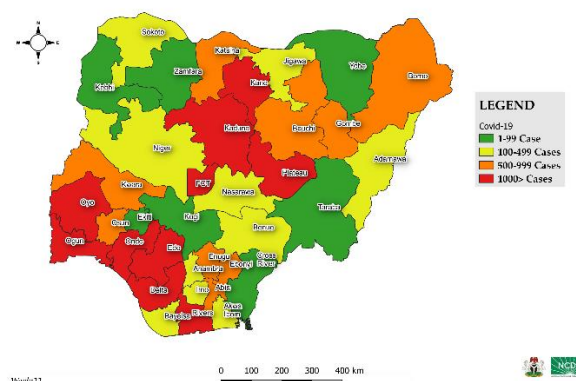 N
W E
S
Sokoto
Katsina
Jigawa
Yobe
Borno
Zamfara
Kebbi
Kano
Kaduna
Bauchi
Gombe
Adamawa
Niger
Plateau
FCT
Kwara
Nasarawa
Oyo
Taraba
Osun
Ekiti
Kogi
Benue
Ogun
Ondo
Edo
Enugu
Ebonyi
Cross
River
Anambra
Imo
Abia
Delta
Akwa
Ibom
Bayelsa
Rivers
LEGEND
Covid-19
1-99 Case
100-499 Cases
500-999 Cases
1000> Cases
0 100 200 300 400 km
NCD